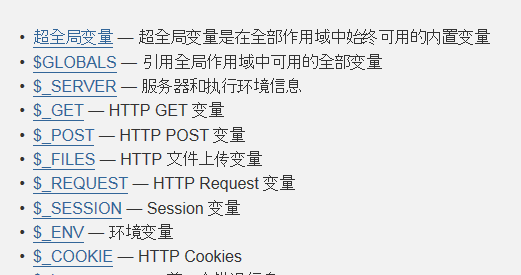 • 超全局变量 — 超全局变量是在全部作用域中始终可用的内置变量
• $GLOBALS — 引用全局作用域中可用的全部变量
• $_SERVER — 服务器和执行环境信息
• $_GET — HTTP GET 变量
• $_POST — HTTP POST 变量
• $_FILES — HTTP 文件上传变量
• $_REQUEST — HTTP Request 变量
• $_SESSION — Session 变量
• $_ENV — 环境变量
• $_COOKIE — HTTP Cookies